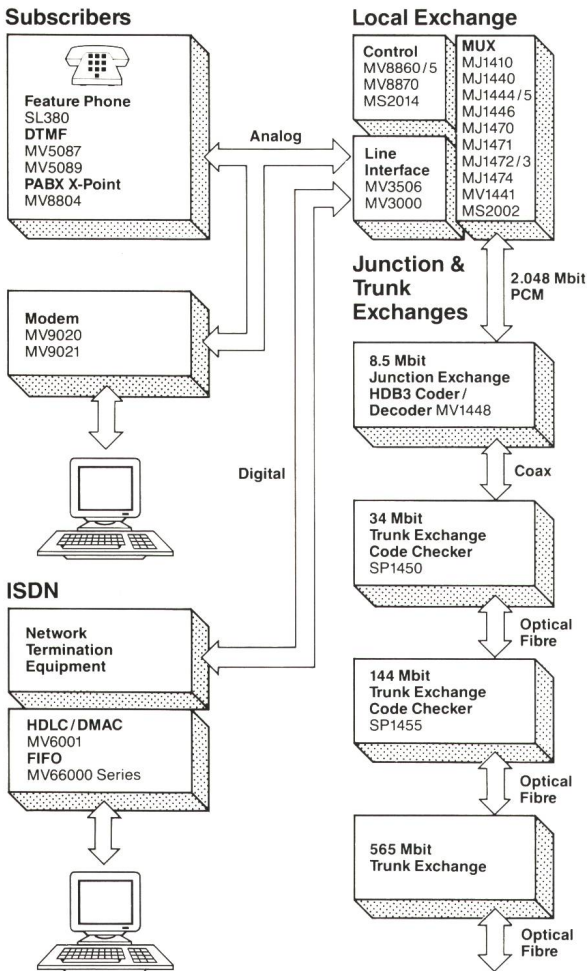 Subscribers
Feature Phone
SL380
DTMF
MV5087
MV5089
PABX X-Point
MV8804
Modem
MV9020
MV9021
ISDN
Network
Termination
Equipment
HDLC/DMAC
MV6001
FIFO
MV66000 Series
Analog
Digital
Local Exchange
Control
MV8860/5
MV8870
MS2014
Line
Interface
MV3506
MV3000
MUX
MJ1410
MJ1440
MJ1444/5
MJ1446
MJ1470
MJ1471
MJ1472/3
MJ1474
MV1441
MS2002
Junction &
Trunk
Exchanges
2.048 Mbit
PCM
8.5 Mbit
Junction Exchange
HDB3 Coder/
Decoder MV1448
Coax
34 Mbit
Trunk Exchange
Code Checker
SP1450
Optical
Fibre
144 Mbit
Trunk Exchange
Code Checker
SP1455
Optical
Fibre
565 Mbit
Trunk Exchange
Optical
Fibre